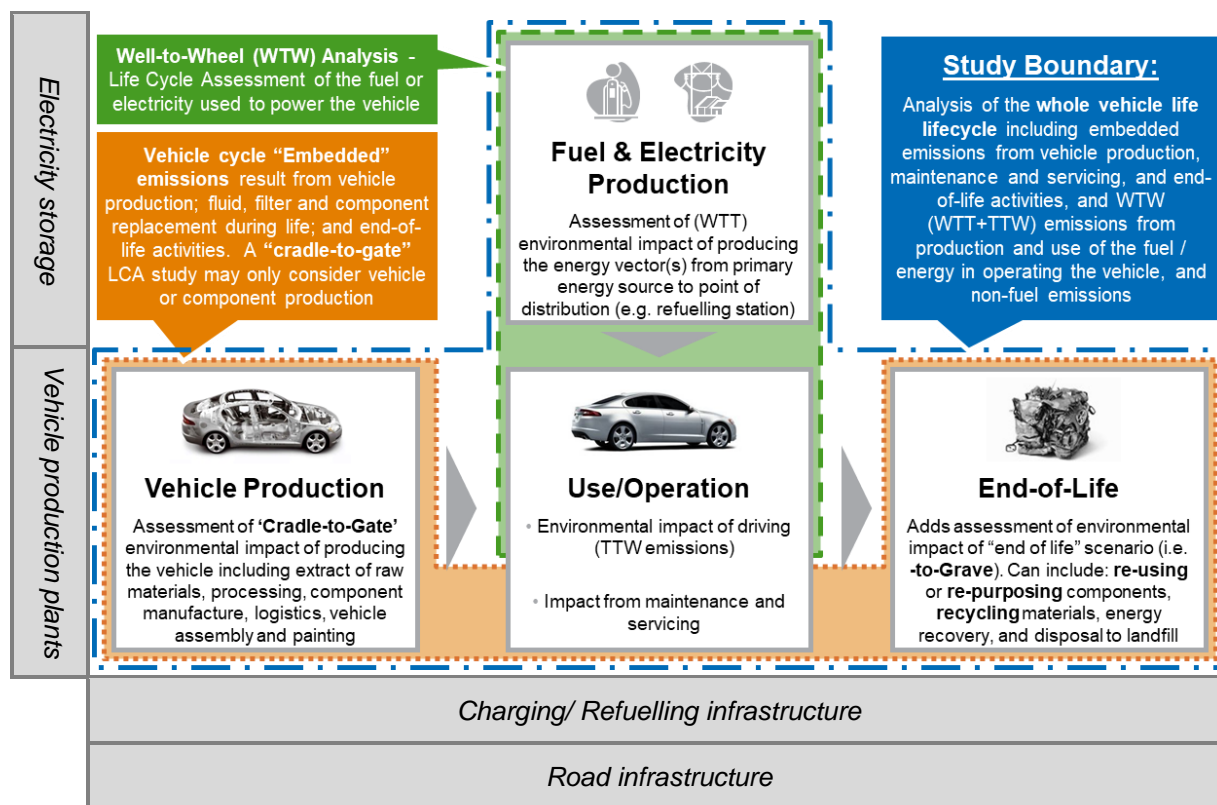 Electricity storage
Vehicle production plants
Well-to-Wheel (WTW) Analysis -
Life Cycle Assessment of the fuel or
electricity used to power the vehicle
Vehicle cycle “Embedded”
emissions result from vehicle
production; fluid, filter and component
replacement during life; and end-of-
life activities. A “cradle-to-gate”
LCA study may only consider vehicle
or component production
Fuel & Electricity
Production
Assessment of (WTT)
environmental impact of producing
the energy vector(s) from primary
energy source to point of
distribution (e.g. refuelling station)
Study Boundary:
Analysis of the whole vehicle life
lifecycle including embedded
emissions from vehicle production,
maintenance and servicing, and end-
of-life activities, and WTW
(WTT+TTW) emissions from
production and use of the fuel /
energy in operating the vehicle, and
non-fuel emissions
Vehicle Production
Assessment of ‘Cradle-to-Gate’
environmental impact of producing
the vehicle including extract of raw
materials, processing, component
manufacture, logistics, vehicle
assembly and painting
Use/Operation
• Environmental impact of driving
(TTW emissions)
• Impact from maintenance and
servicing
End-of-Life
Adds assessment of environmental
impact of “end of life” scenario (i.e.
-to-Grave). Can include: re-using
or re-purposing components,
recycling materials, energy
recovery, and disposal to landfill
Charging/ Refuelling infrastructure
Road infrastructure